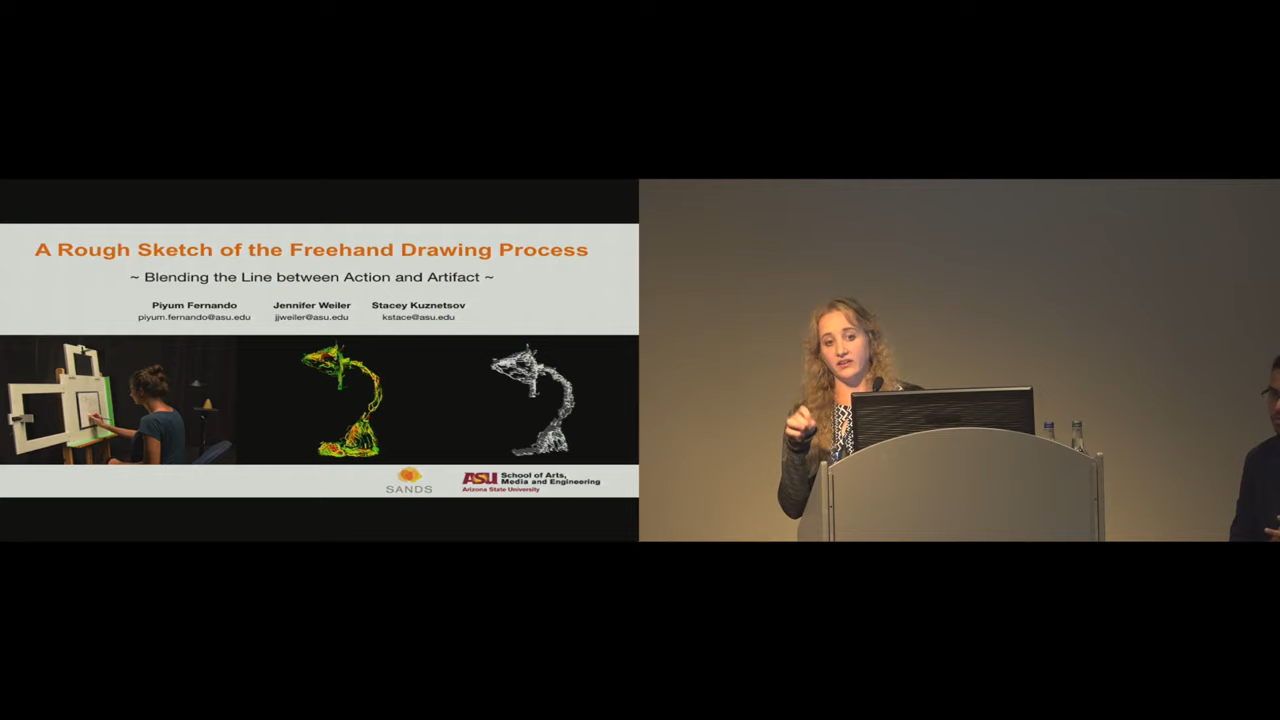 A Rough Sketch of the Freehand Drawing Process
~ Blending the Line between Action and Artifact ~
Piyum Fernando Jennifer Weiler Stacey Kuznetsov
piyum.fernando@asu.edu jjweiler@asu.edu kstace@asu.edu
SANDS
ASU School of Arts,
Media and Engineering
Arizona State University